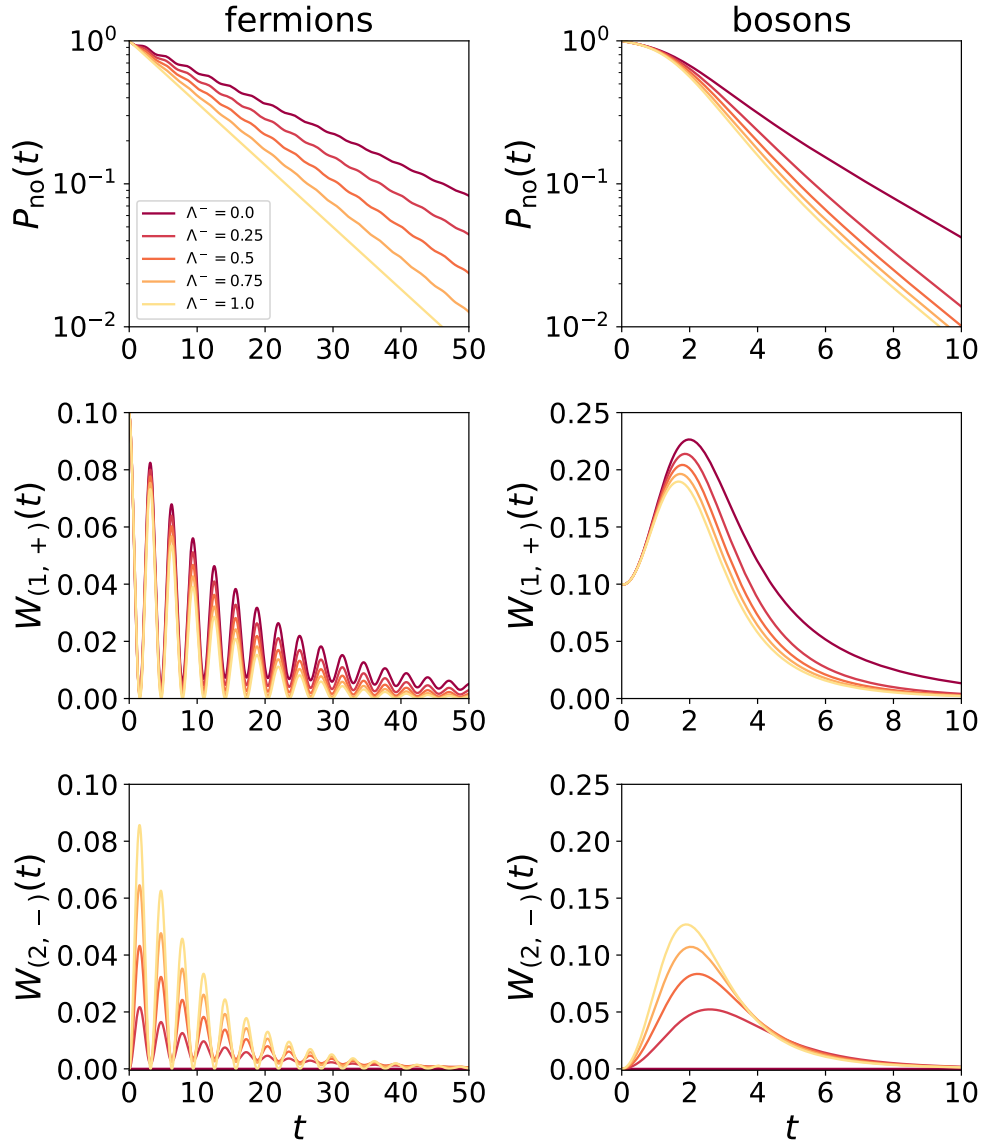 fermions
bosons
10⁰
10⁻¹
10⁻²
P_no(t)
Λ⁻ = 0.0
Λ⁻ = 0.25
Λ⁻ = 0.5
Λ⁻ = 0.75
Λ⁻ = 1.0
0 10 20 30 40 50
10⁰
10⁻¹
10⁻²
P_no(t)
0 2 4 6 8 10
0.10
0.08
0.06
0.04
0.02
0.00
W_(1, +)(t)
0 10 20 30 40 50
0.25
0.20
0.15
0.10
0.05
0.00
W_(1, +)(t)
0 2 4 6 8 10
0.10
0.08
0.06
0.04
0.02
0.00
W_(2, −)(t)
0 10 20 30 40 50
t
0.25
0.20
0.15
0.10
0.05
0.00
W_(2, −)(t)
0 2 4 6 8 10
t